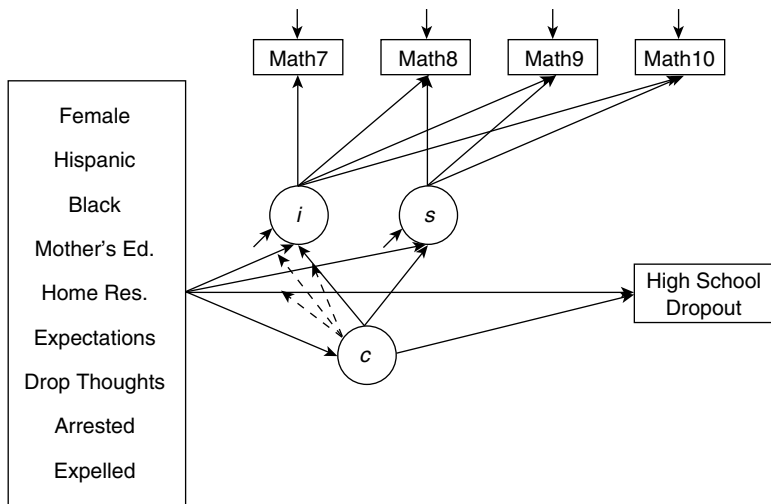 Math7
Math8
Math9
Math10
Female
Hispanic
Black
Mother's Ed.
Home Res.
Expectations
Drop Thoughts
Arrested
Expelled
i
s
c
High School
Dropout